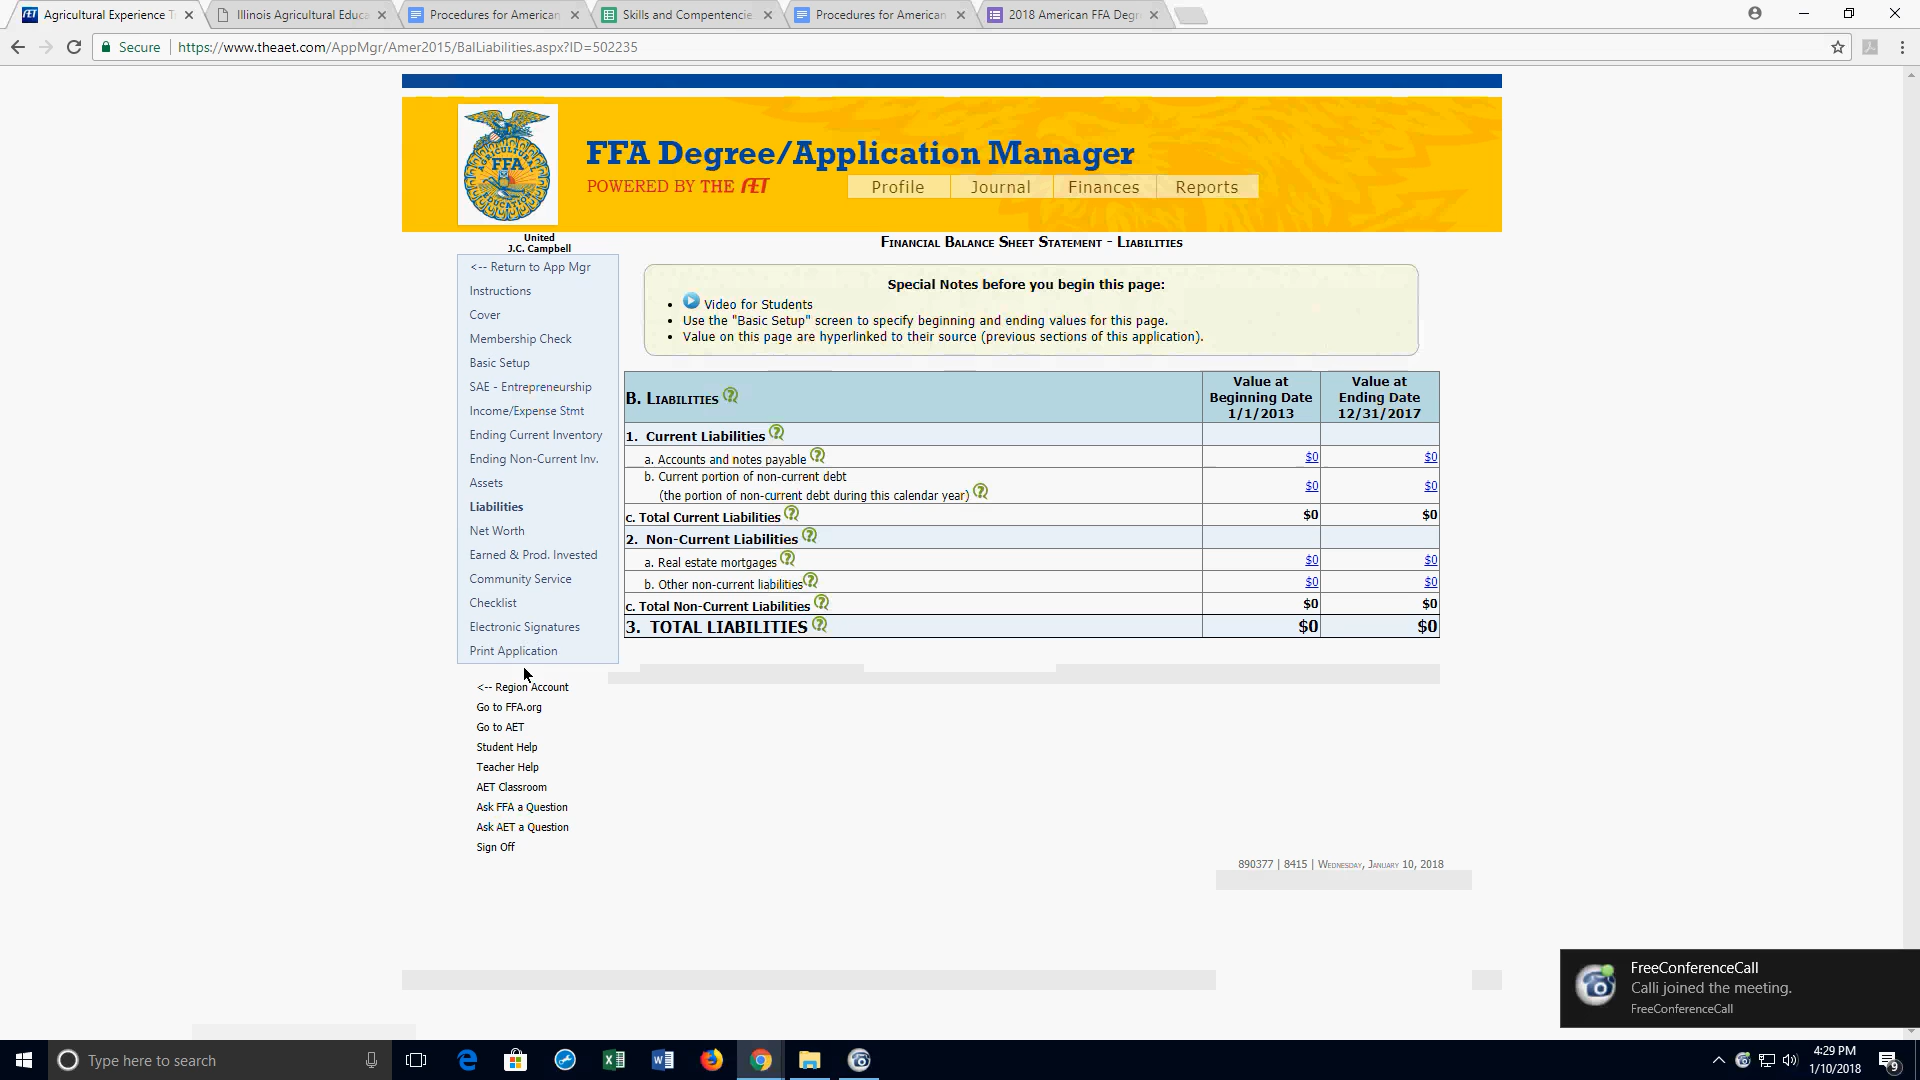 Agricultural Experience T
Illinois Agricultural Educa
Procedures for American
Skills and Competencie
Procedures for American
2018 American FFA Degr
Secure | https://www.theaet.com/AppMgr/Amer2015/BalLiabilities.aspx?ID=502235
FFA
AGRICULTURAL EDUCATION
FFA Degree/Application Manager
POWERED BY THE ÆT
Profile Journal Finances Reports
United
J.C. Campbell
<-- Return to App Mgr
Instructions
Cover
Membership Check
Basic Setup
SAE - Entrepreneurship
Income/Expense Stmt
Ending Current Inventory
Ending Non-Current Inv.
Assets
Liabilities
Net Worth
Earned & Prod. Invested
Community Service
Checklist
Electronic Signatures
Print Application
<-- Region Account
Go to FFA.org
Go to AET
Student Help
Teacher Help
AET Classroom
Ask FFA a Question
Ask AET a Question
Sign Off
Financial Balance Sheet Statement - Liabilities
Special Notes before you begin this page:
• Video for Students
• Use the "Basic Setup" screen to specify beginning and ending values for this page.
• Value on this page are hyperlinked to their source (previous sections of this application).
B. Liabilities ?
Value at Beginning Date 1/1/2013
Value at Ending Date 12/31/2017
1. Current Liabilities ?
a. Accounts and notes payable ? $0 $0
b. Current portion of non-current debt
(the portion of non-current debt during this calendar year) ? $0 $0
c. Total Current Liabilities ? $0 $0
2. Non-Current Liabilities ?
a. Real estate mortgages ? $0 $0
b. Other non-current liabilities ? $0 $0
c. Total Non-Current Liabilities ? $0 $0
3. TOTAL LIABILITIES ? $0 $0
890377 | 8415 | Wednesday, January 10, 2018
FreeConferenceCall
Calli joined the meeting.
FreeConferenceCall
Type here to search
4:29 PM
1/10/2018
9